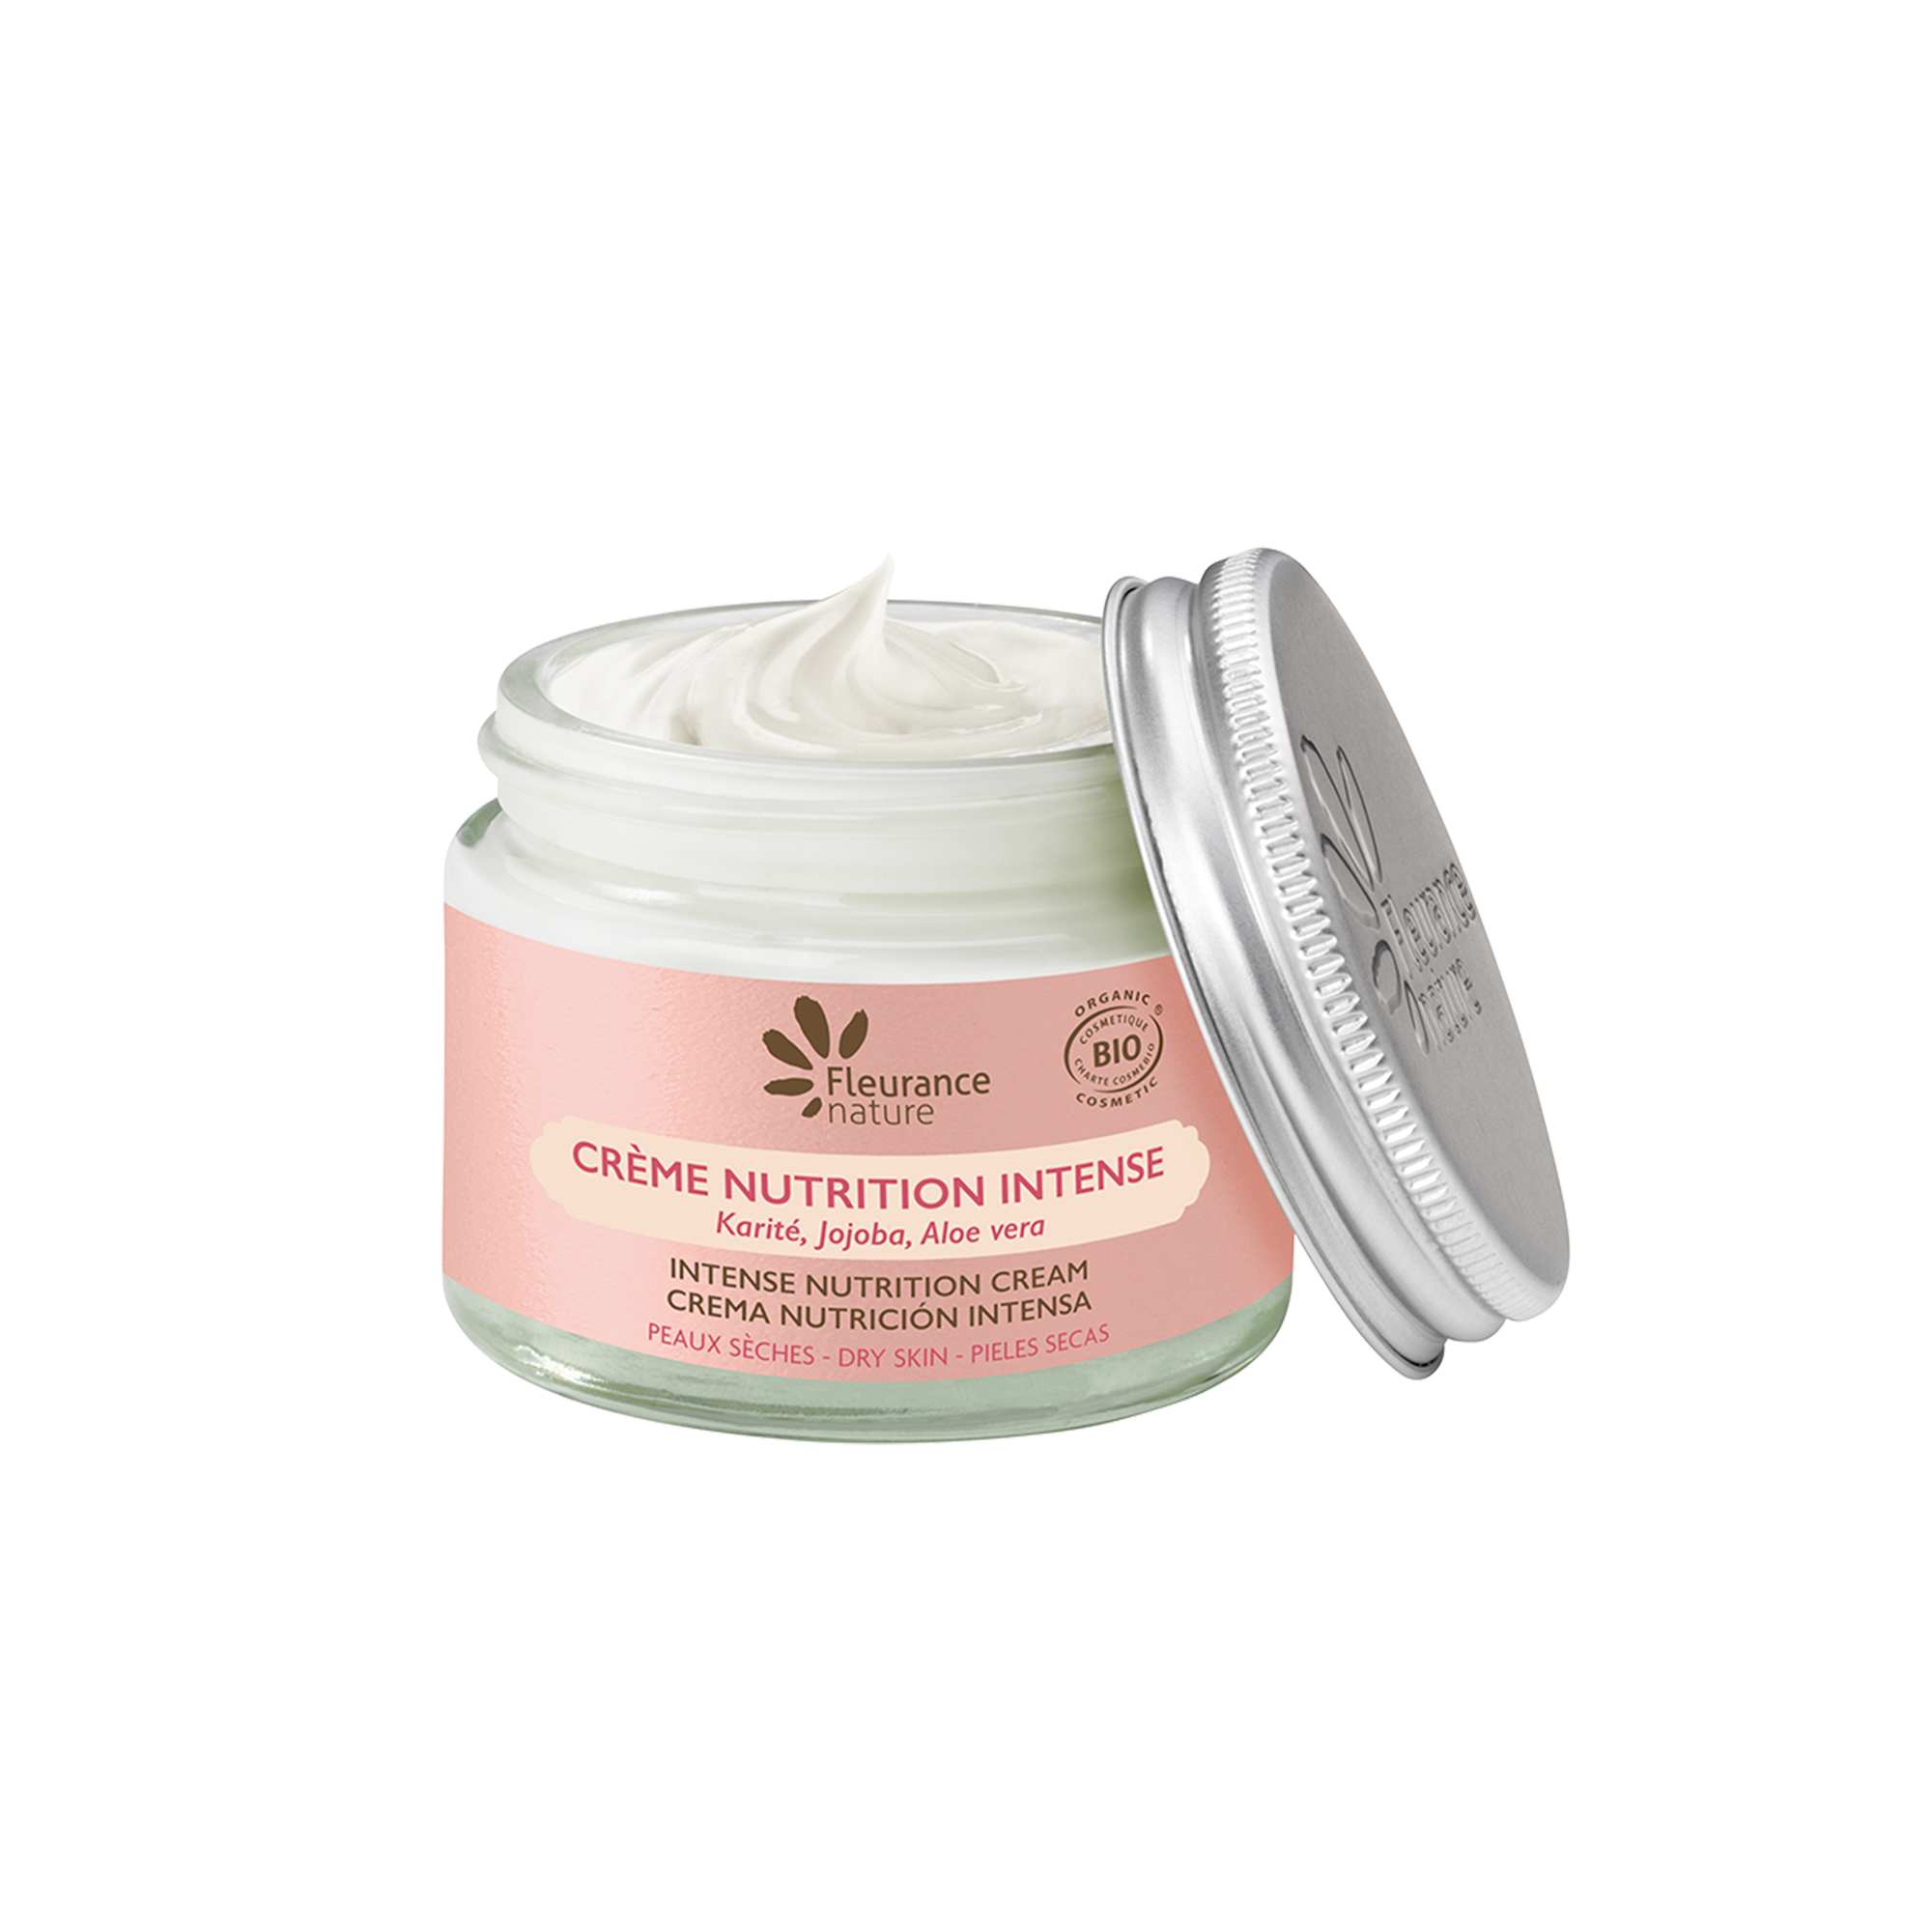 Fleurance
nature
ORGANIC
COSMETIQUE
BIO
CHARTE COSMEBIO
COSMETIC
CRÈME NUTRITION INTENSE
Karité, Jojoba, Aloe vera
INTENSE NUTRITION CREAM
CREMA NUTRICIÓN INTENSA
PEAUX SÈCHES - DRY SKIN - PIELES SECAS
Fleurance
nature